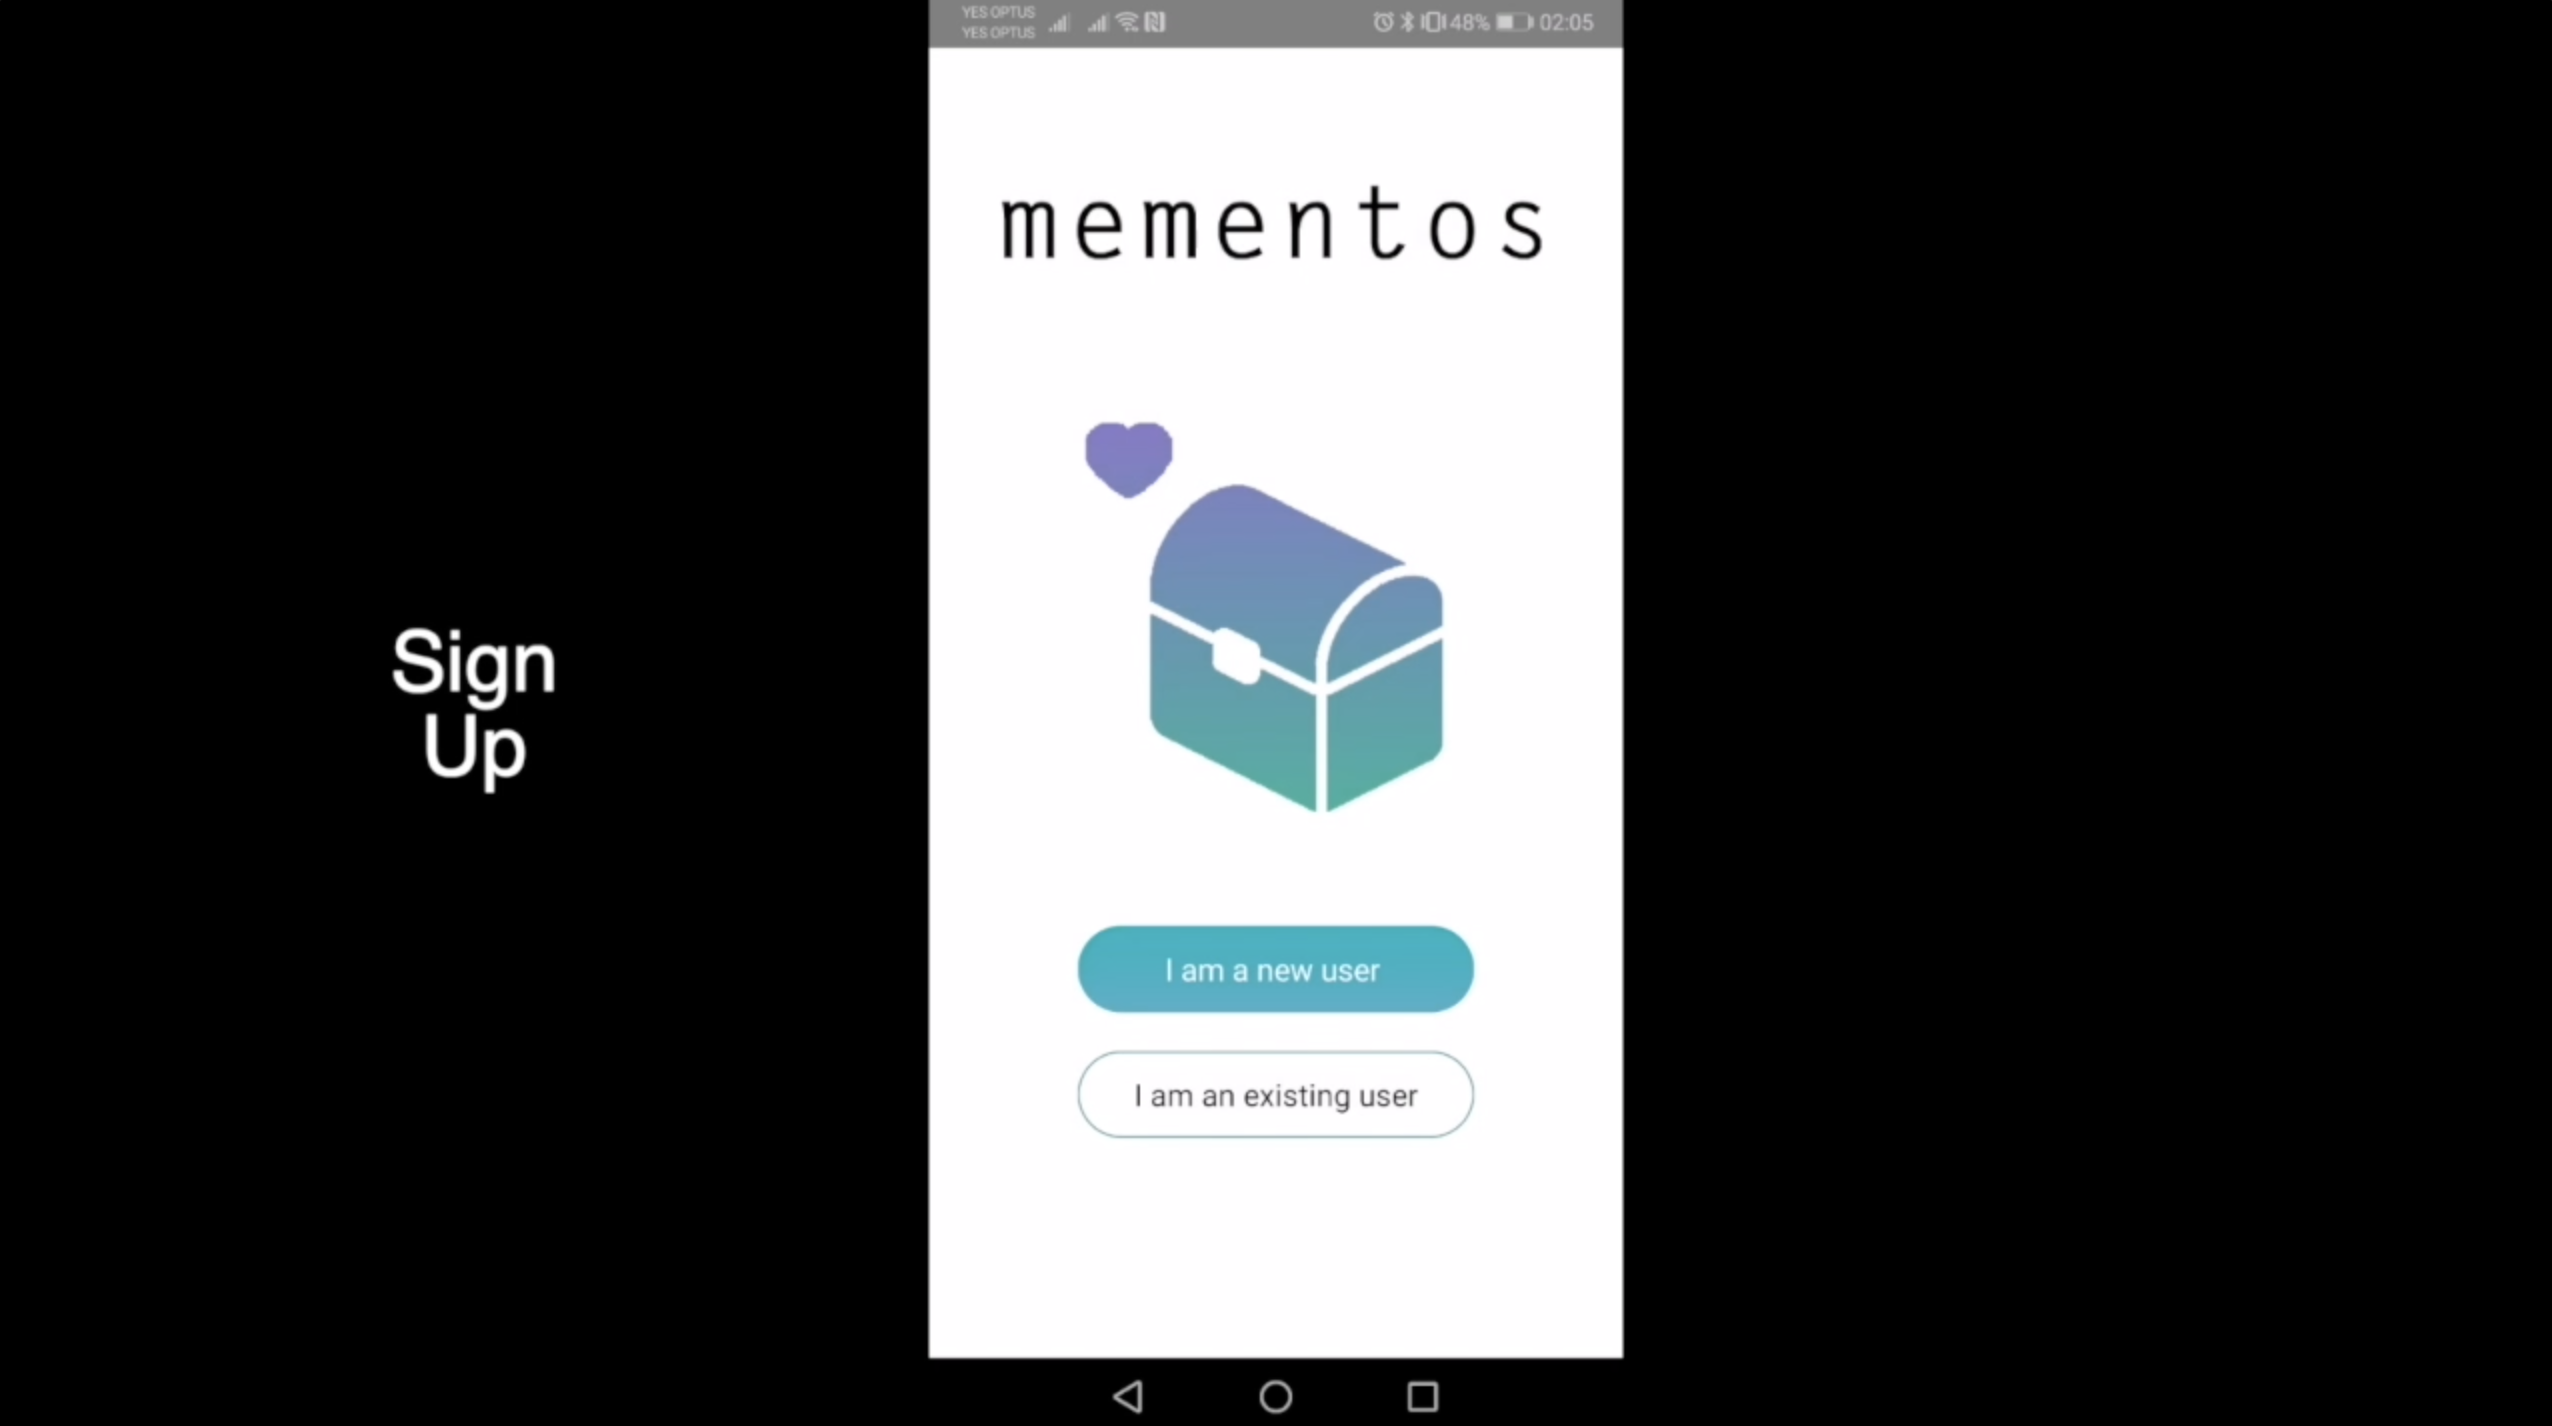 Sign
Up
YES OPTUS
YES OPTUS
48% 02:05
mementos
I am a new user
I am an existing user